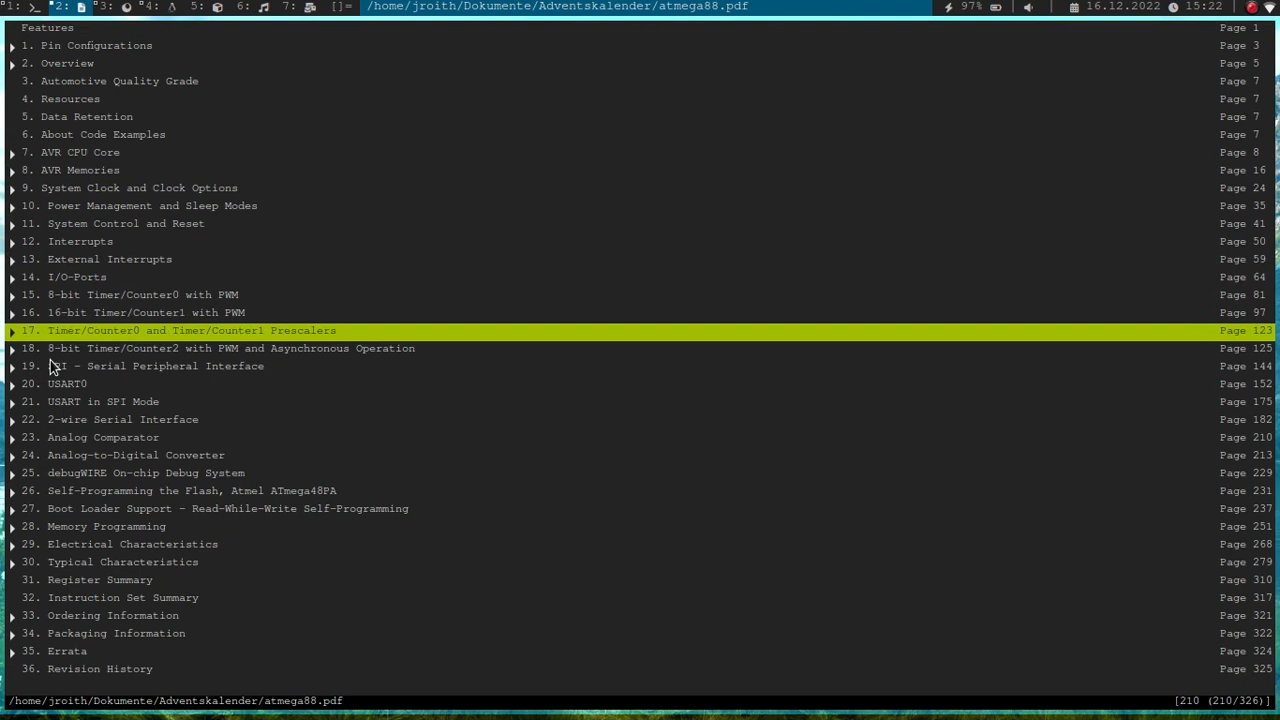 1: 2: 3: 4: 5: 6: 7: []= /home/jroith/Dokumente/Adventskalender/atmega88.pdf 97% 16.12.2022 15:22
Features Page 1
1. Pin Configurations Page 3
2. Overview Page 5
3. Automotive Quality Grade Page 7
4. Resources Page 7
5. Data Retention Page 7
6. About Code Examples Page 7
7. AVR CPU Core Page 8
8. AVR Memories Page 16
9. System Clock and Clock Options Page 24
10. Power Management and Sleep Modes Page 35
11. System Control and Reset Page 41
12. Interrupts Page 50
13. External Interrupts Page 59
14. I/O-Ports Page 64
15. 8-bit Timer/Counter0 with PWM Page 81
16. 16-bit Timer/Counter1 with PWM Page 97
17. Timer/Counter0 and Timer/Counter1 Prescalers Page 123
18. 8-bit Timer/Counter2 with PWM and Asynchronous Operation Page 125
19. SPI - Serial Peripheral Interface Page 144
20. USART0 Page 152
21. USART in SPI Mode Page 175
22. 2-wire Serial Interface Page 182
23. Analog Comparator Page 210
24. Analog-to-Digital Converter Page 213
25. debugWIRE On-chip Debug System Page 229
26. Self-Programming the Flash, Atmel ATmega48PA Page 231
27. Boot Loader Support - Read-While-Write Self-Programming Page 237
28. Memory Programming Page 251
29. Electrical Characteristics Page 268
30. Typical Characteristics Page 279
31. Register Summary Page 310
32. Instruction Set Summary Page 317
33. Ordering Information Page 321
34. Packaging Information Page 322
35. Errata Page 324
36. Revision History Page 325
/home/jroith/Dokumente/Adventskalender/atmega88.pdf [210 (210/326)]